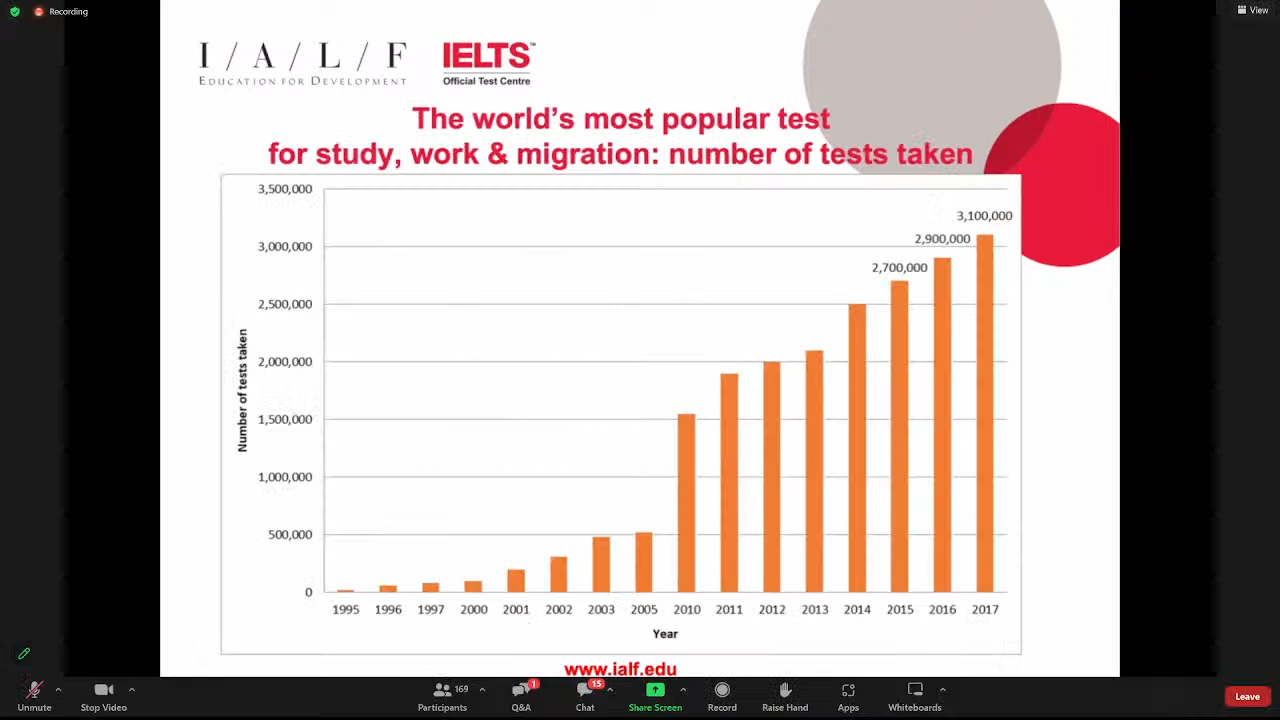 Recording
View
I / A / L / F
EDUCATION FOR DEVELOPMENT
IELTS™
Official Test Centre
The world's most popular test
for study, work & migration: number of tests taken
3,500,000
3,000,000
2,500,000
2,000,000
1,500,000
1,000,000
500,000
0
Number of tests taken
2,700,000
2,900,000
3,100,000
1995 1996 1997 2000 2001 2002 2003 2005 2010 2011 2012 2013 2014 2015 2016 2017
Year
www.ialf.edu
Unmute
Stop Video
169
Participants
1
Q&A
15
Chat
Share Screen
Record
Raise Hand
Apps
Whiteboards
Leave